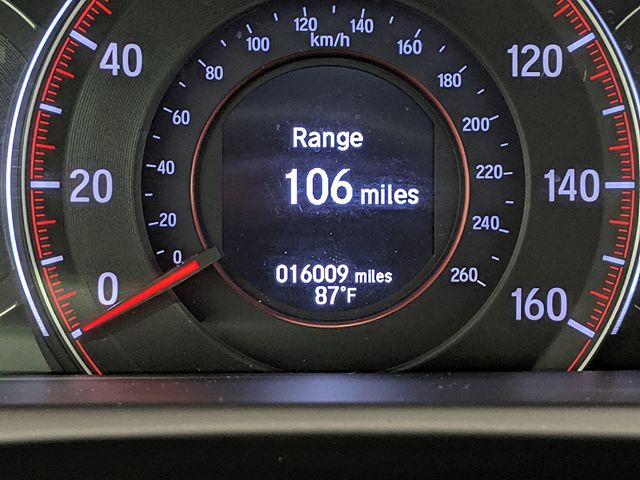 120 140
100 km/h 160
40 80 180 120
60 200
Range
40 220
20 106 miles 140
20 240
0 016009 miles 260
0 87°F 160